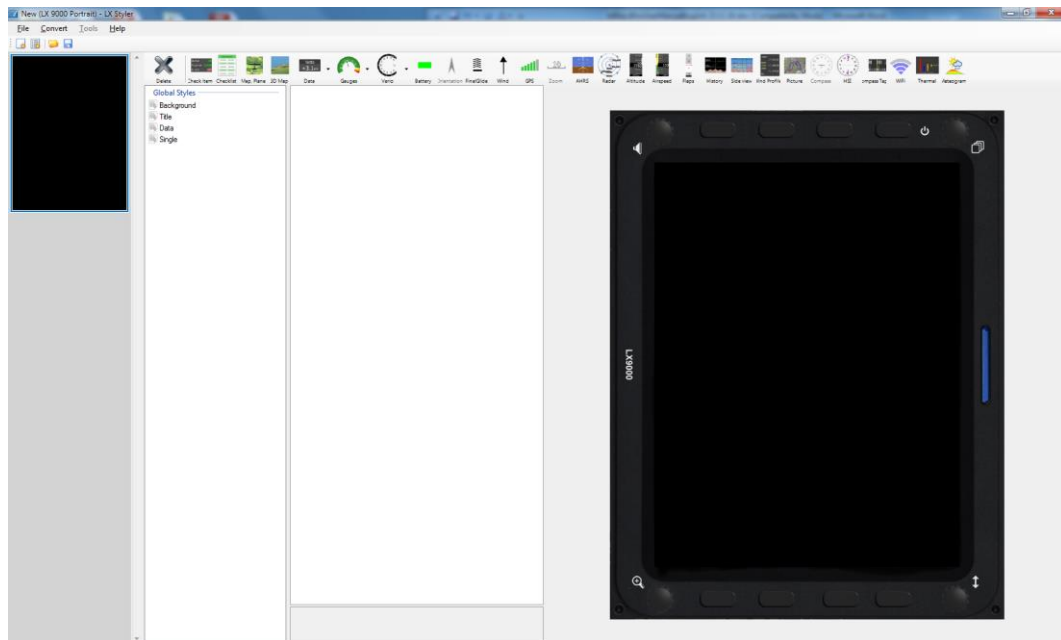 New (LX 9000 Portrait) - LX Styler
File Convert Tools Help
Delete Check Item Checklist Map, Plane 3D Map Data Gauges Vario Battery Orientation FinalGlide Wind GPS Zoom AHRS Radar Altitude Airspeed Flaps History Side view Wind Profile Picture Compass HSI ompass Tap WiFi Thermal Meteogram
Global Styles
Background
Title
Data
Single
LX9000